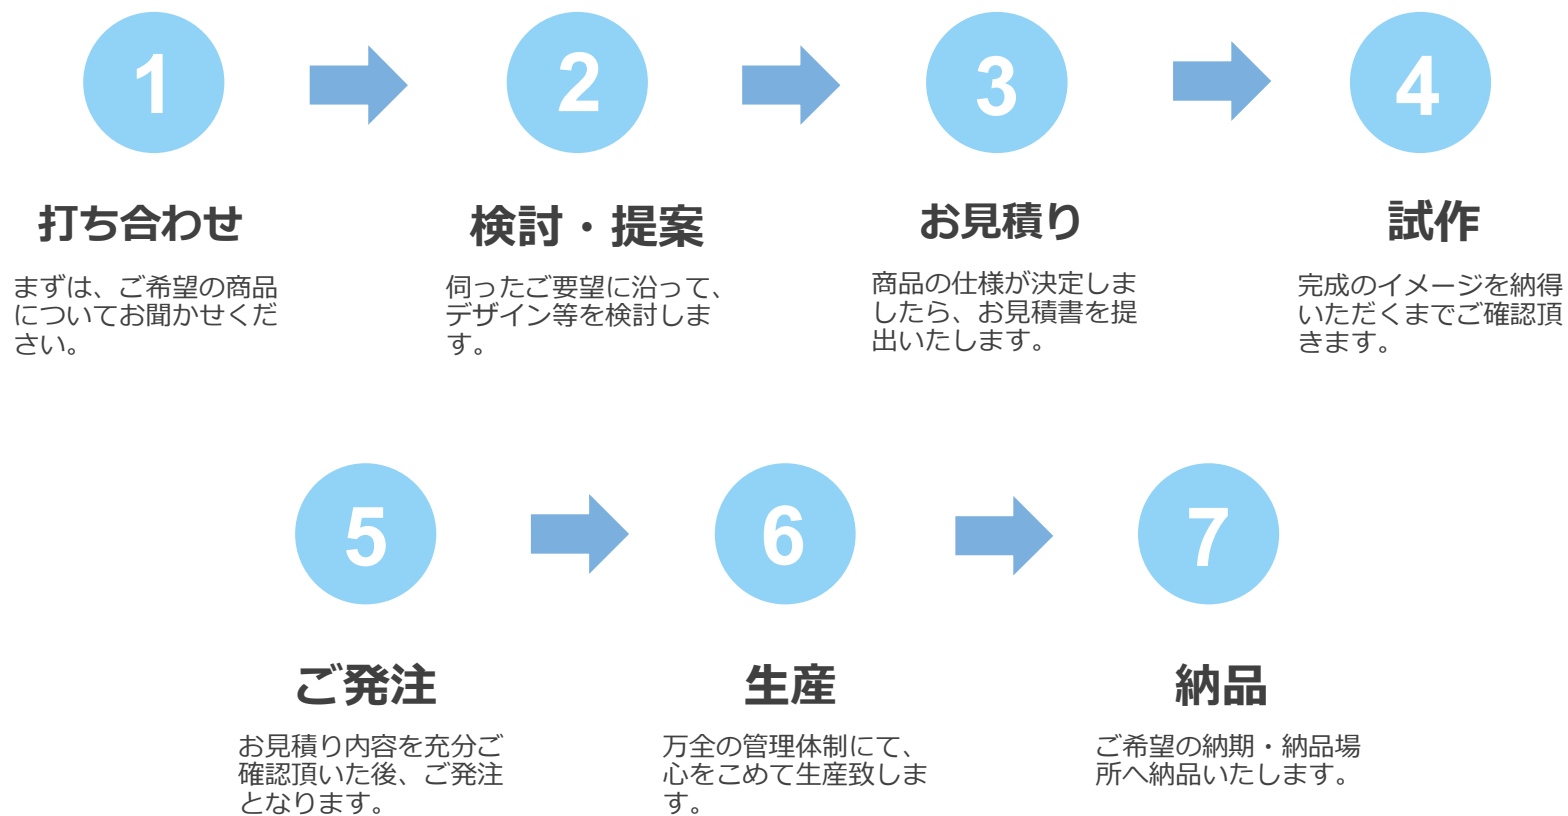 1
2
3
4
打ち合わせ
検討・提案
お見積り
試作
まずは、ご希望の商品
についてお聞かせくだ
さい。
伺ったご要望に沿って、
デザイン等を検討しま
す。
商品の仕様が決定しま
したら、お見積書を提
出いたします。
完成のイメージを納得
いただくまでご確認頂
きます。
5
6
7
ご発注
生産
納品
お見積り内容を充分ご
確認頂いた後、ご発注
となります。
万全の管理体制にて、
心をこめて生産致しま
す。
ご希望の納期・納品場
所へ納品いたします。